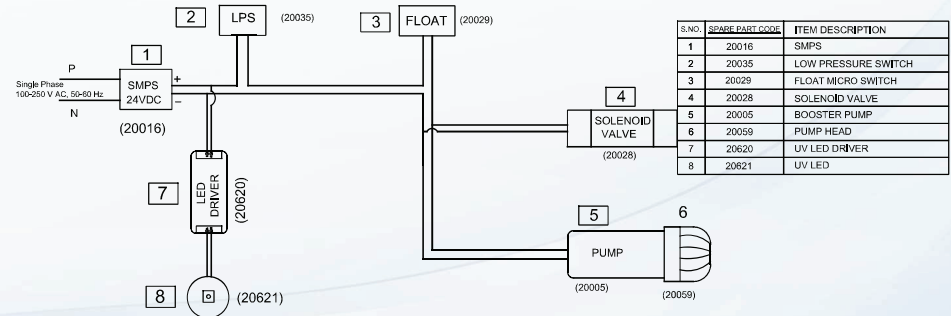 2
LPS
(20035)
3
FLOAT
(20029)
1
P
Single Phase
100-250 V AC, 50-60 Hz
N
SMPS
24VDC
+
−
(20016)
4
SOLENOID
VALVE
(20028)
7
LED
DRIVER
(20620)
5
6
PUMP
(20005)
(20059)
8
(20621)
S.NO. SPARE PART CODE ITEM DESCRIPTION
1 20016 SMPS
2 20035 LOW PRESSURE SWITCH
3 20029 FLOAT MICRO SWITCH
4 20028 SOLENOID VALVE
5 20005 BOOSTER PUMP
6 20059 PUMP HEAD
7 20620 UV LED DRIVER
8 20621 UV LED